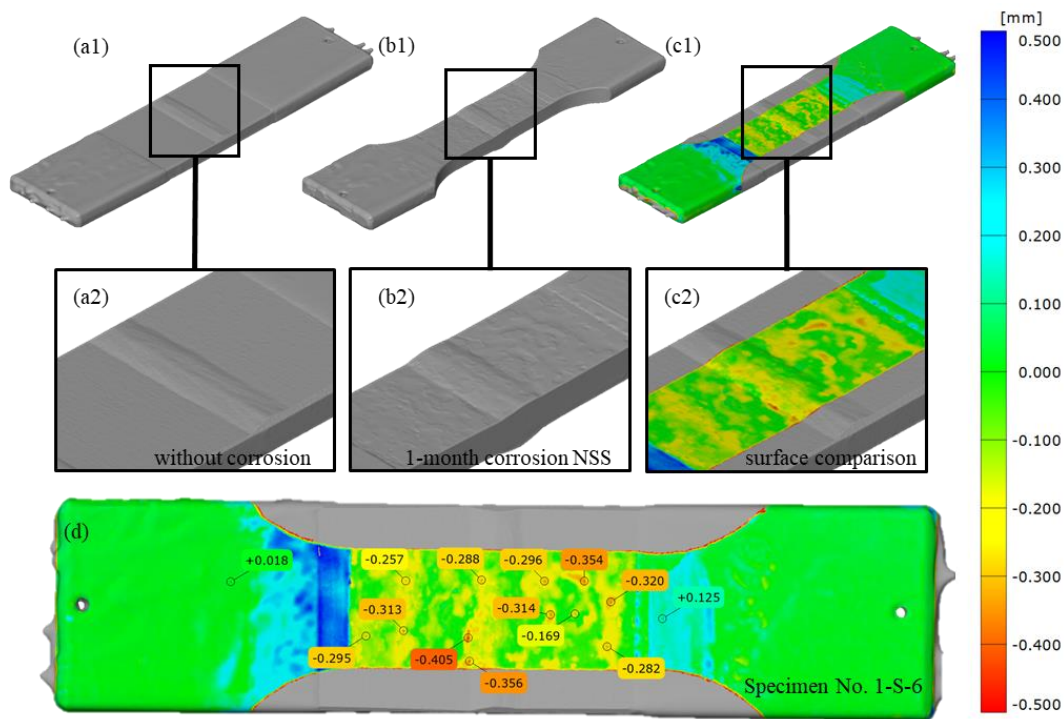 [mm]
(a1)
(b1)
(c1)
0.500
0.400
0.300
0.200
0.100
0.000
-0.100
-0.200
-0.300
-0.400
-0.500
(a2)
(b2)
(c2)
without corrosion
1-month corrosion NSS
surface comparison
(d)
+0.018
-0.257
-0.288
-0.296
-0.354
-0.320
+0.125
-0.313
-0.314
-0.169
-0.295
-0.405
-0.356
-0.282
Specimen No. 1-S-6